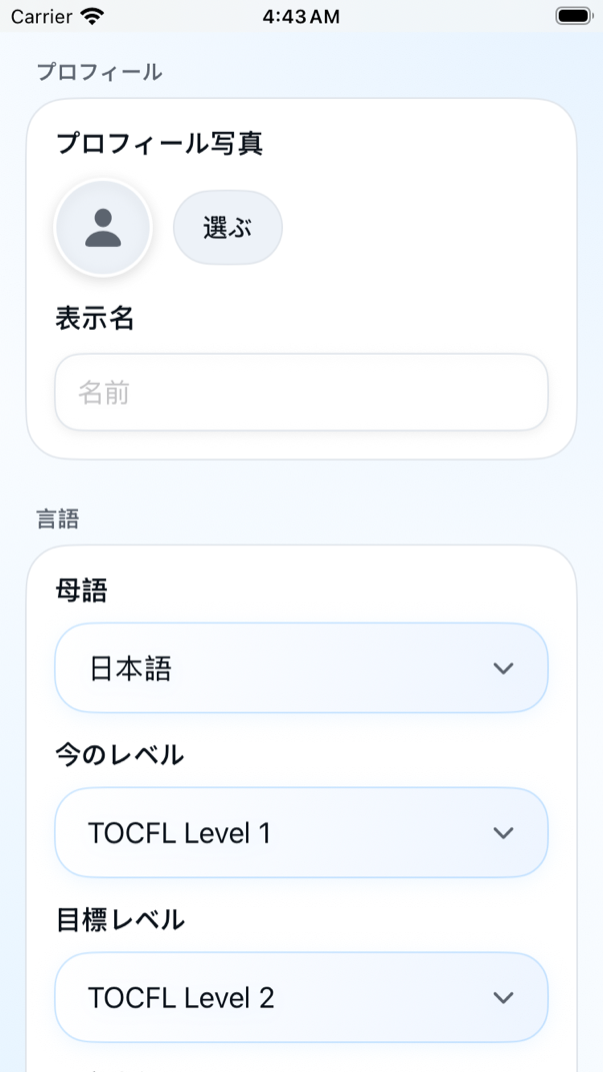 Carrier 4:43 AM
プロフィール
プロフィール写真
選ぶ
表示名
名前
言語
母語
日本語
今のレベル
TOCFL Level 1
目標レベル
TOCFL Level 2